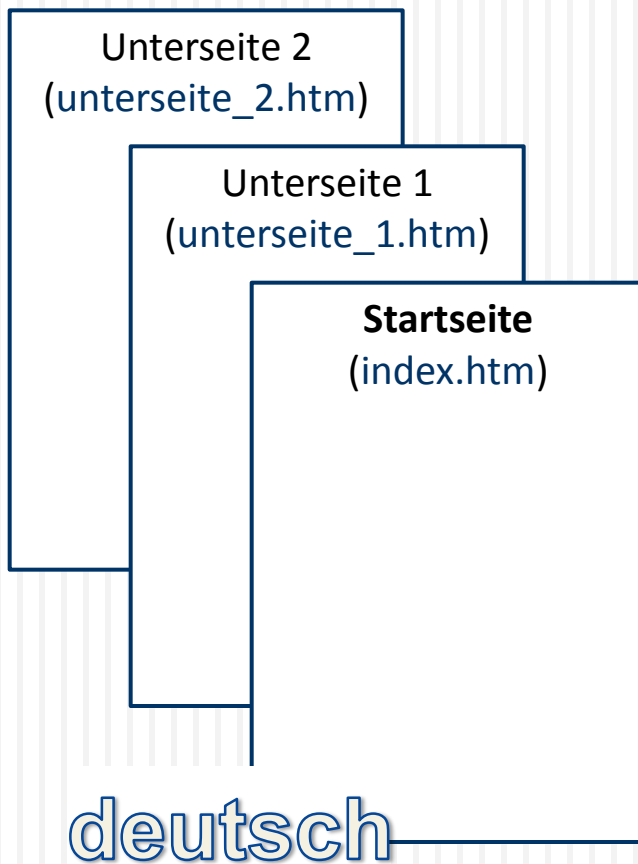 Unterseite 2
(unterseite_2.htm)
Unterseite 1
(unterseite_1.htm)
Startseite
(index.htm)
deutsch